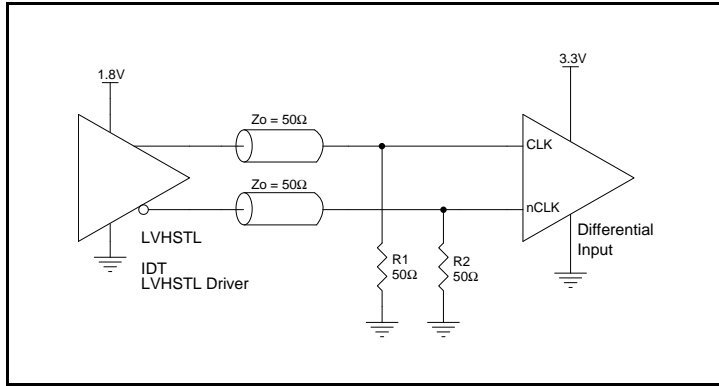 1.8V
3.3V
Zo = 50Ω
CLK
Zo = 50Ω
nCLK
LVHSTL
IDT
LVHSTL Driver
R1
50Ω
R2
50Ω
Differential
Input